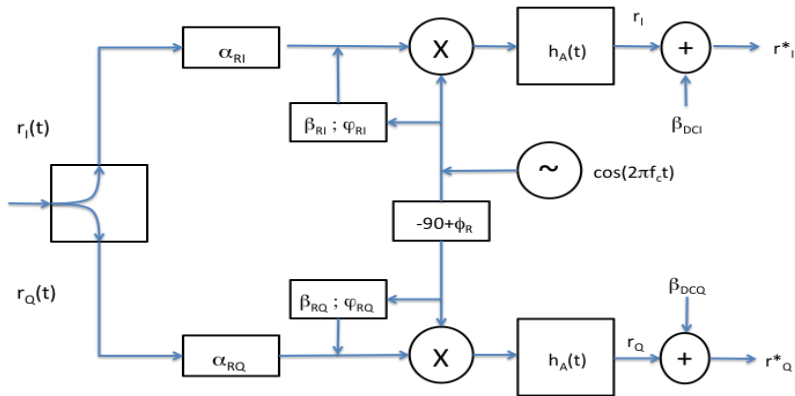 α_RI
X
h_A(t)
r_I
+
r*_I
r_I(t)
β_RI ; φ_RI
β_DCI
~
cos(2πf_ct)
-90+ϕ_R
r_Q(t)
β_RQ ; φ_RQ
β_DCQ
α_RQ
X
h_A(t)
r_Q
+
r*_Q